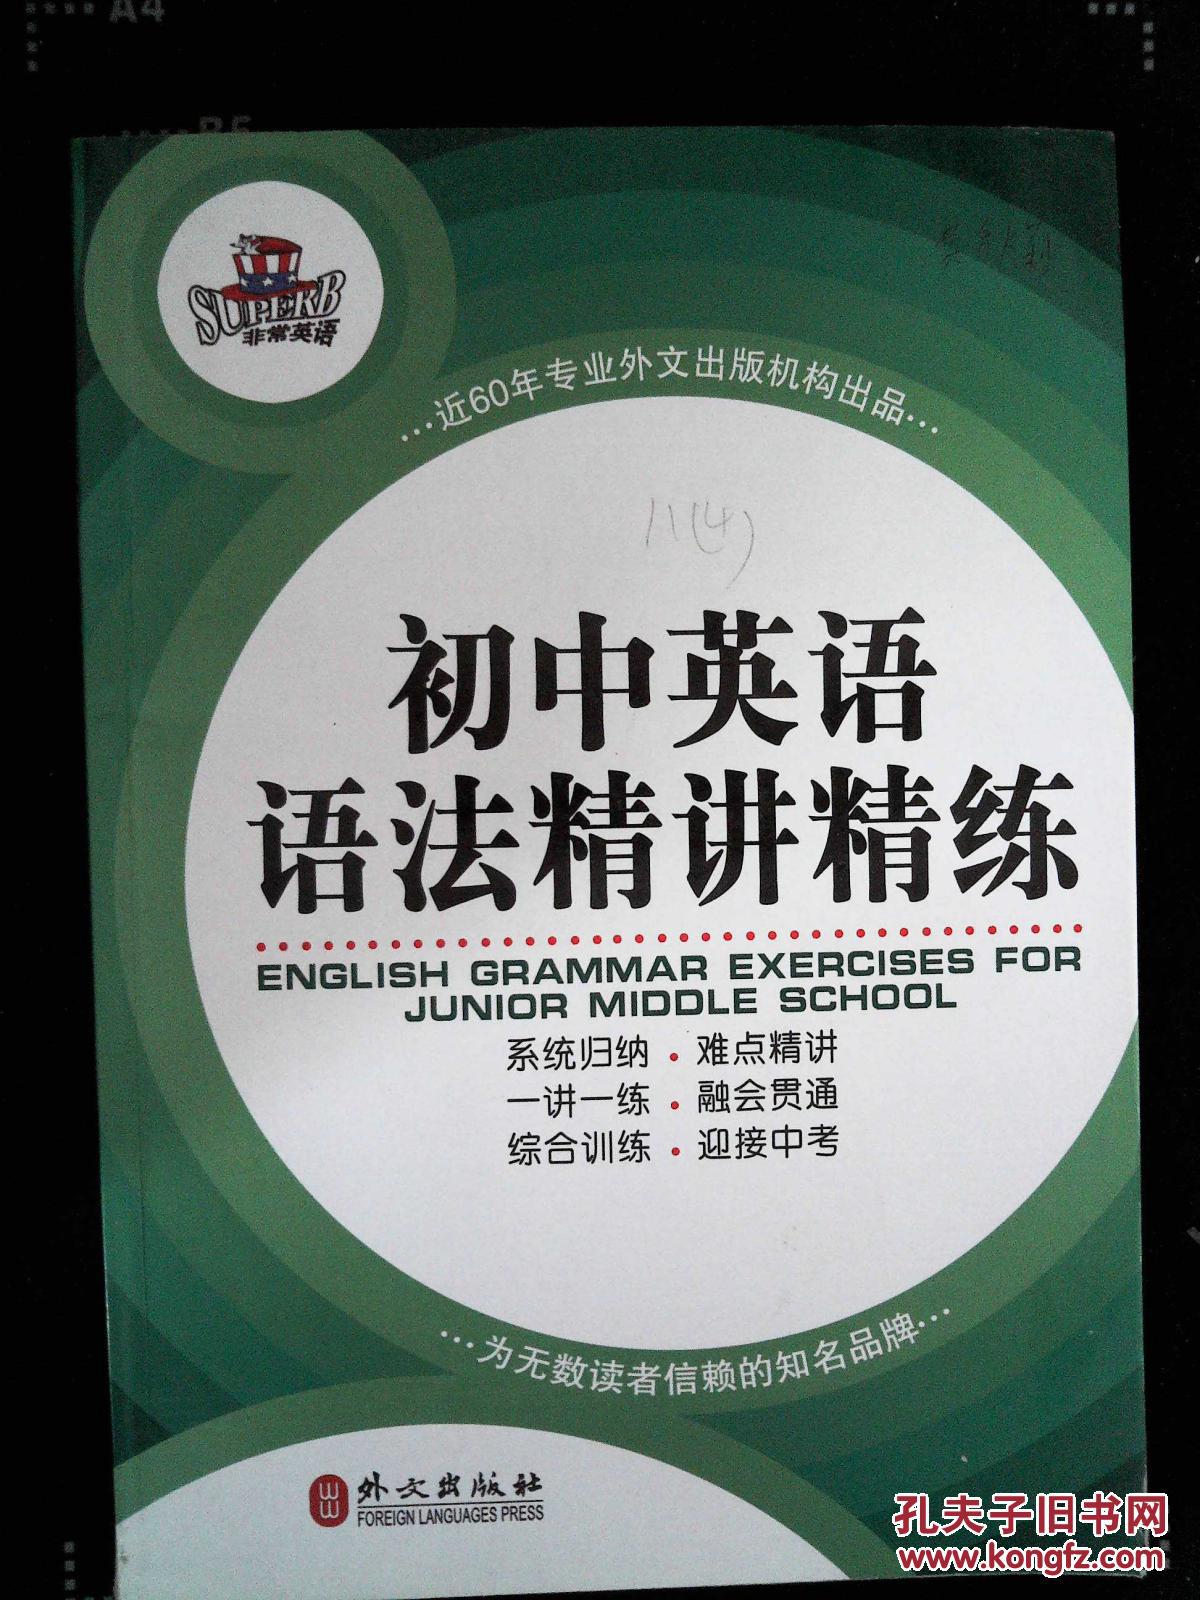 A4
B5
SUPERB
非常英语
…近60年专业外文出版机构出品…
11(4)
初中英语
语法精讲精练
ENGLISH GRAMMAR EXERCISES FOR
JUNIOR MIDDLE SCHOOL
系统归纳·难点精讲
一讲一练·融会贯通
综合训练·迎接中考
…为无数读者信赖的知名品牌…
外文出版社
FOREIGN LANGUAGES PRESS
孔夫子旧书网
www.kongfz.com